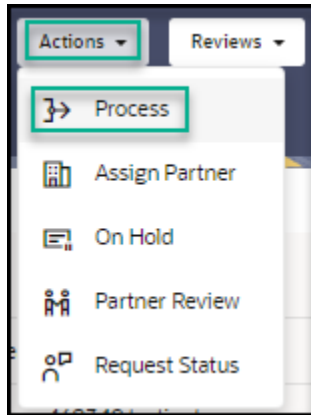 Actions
Reviews
Process
Assign Partner
On Hold
Partner Review
Request Status